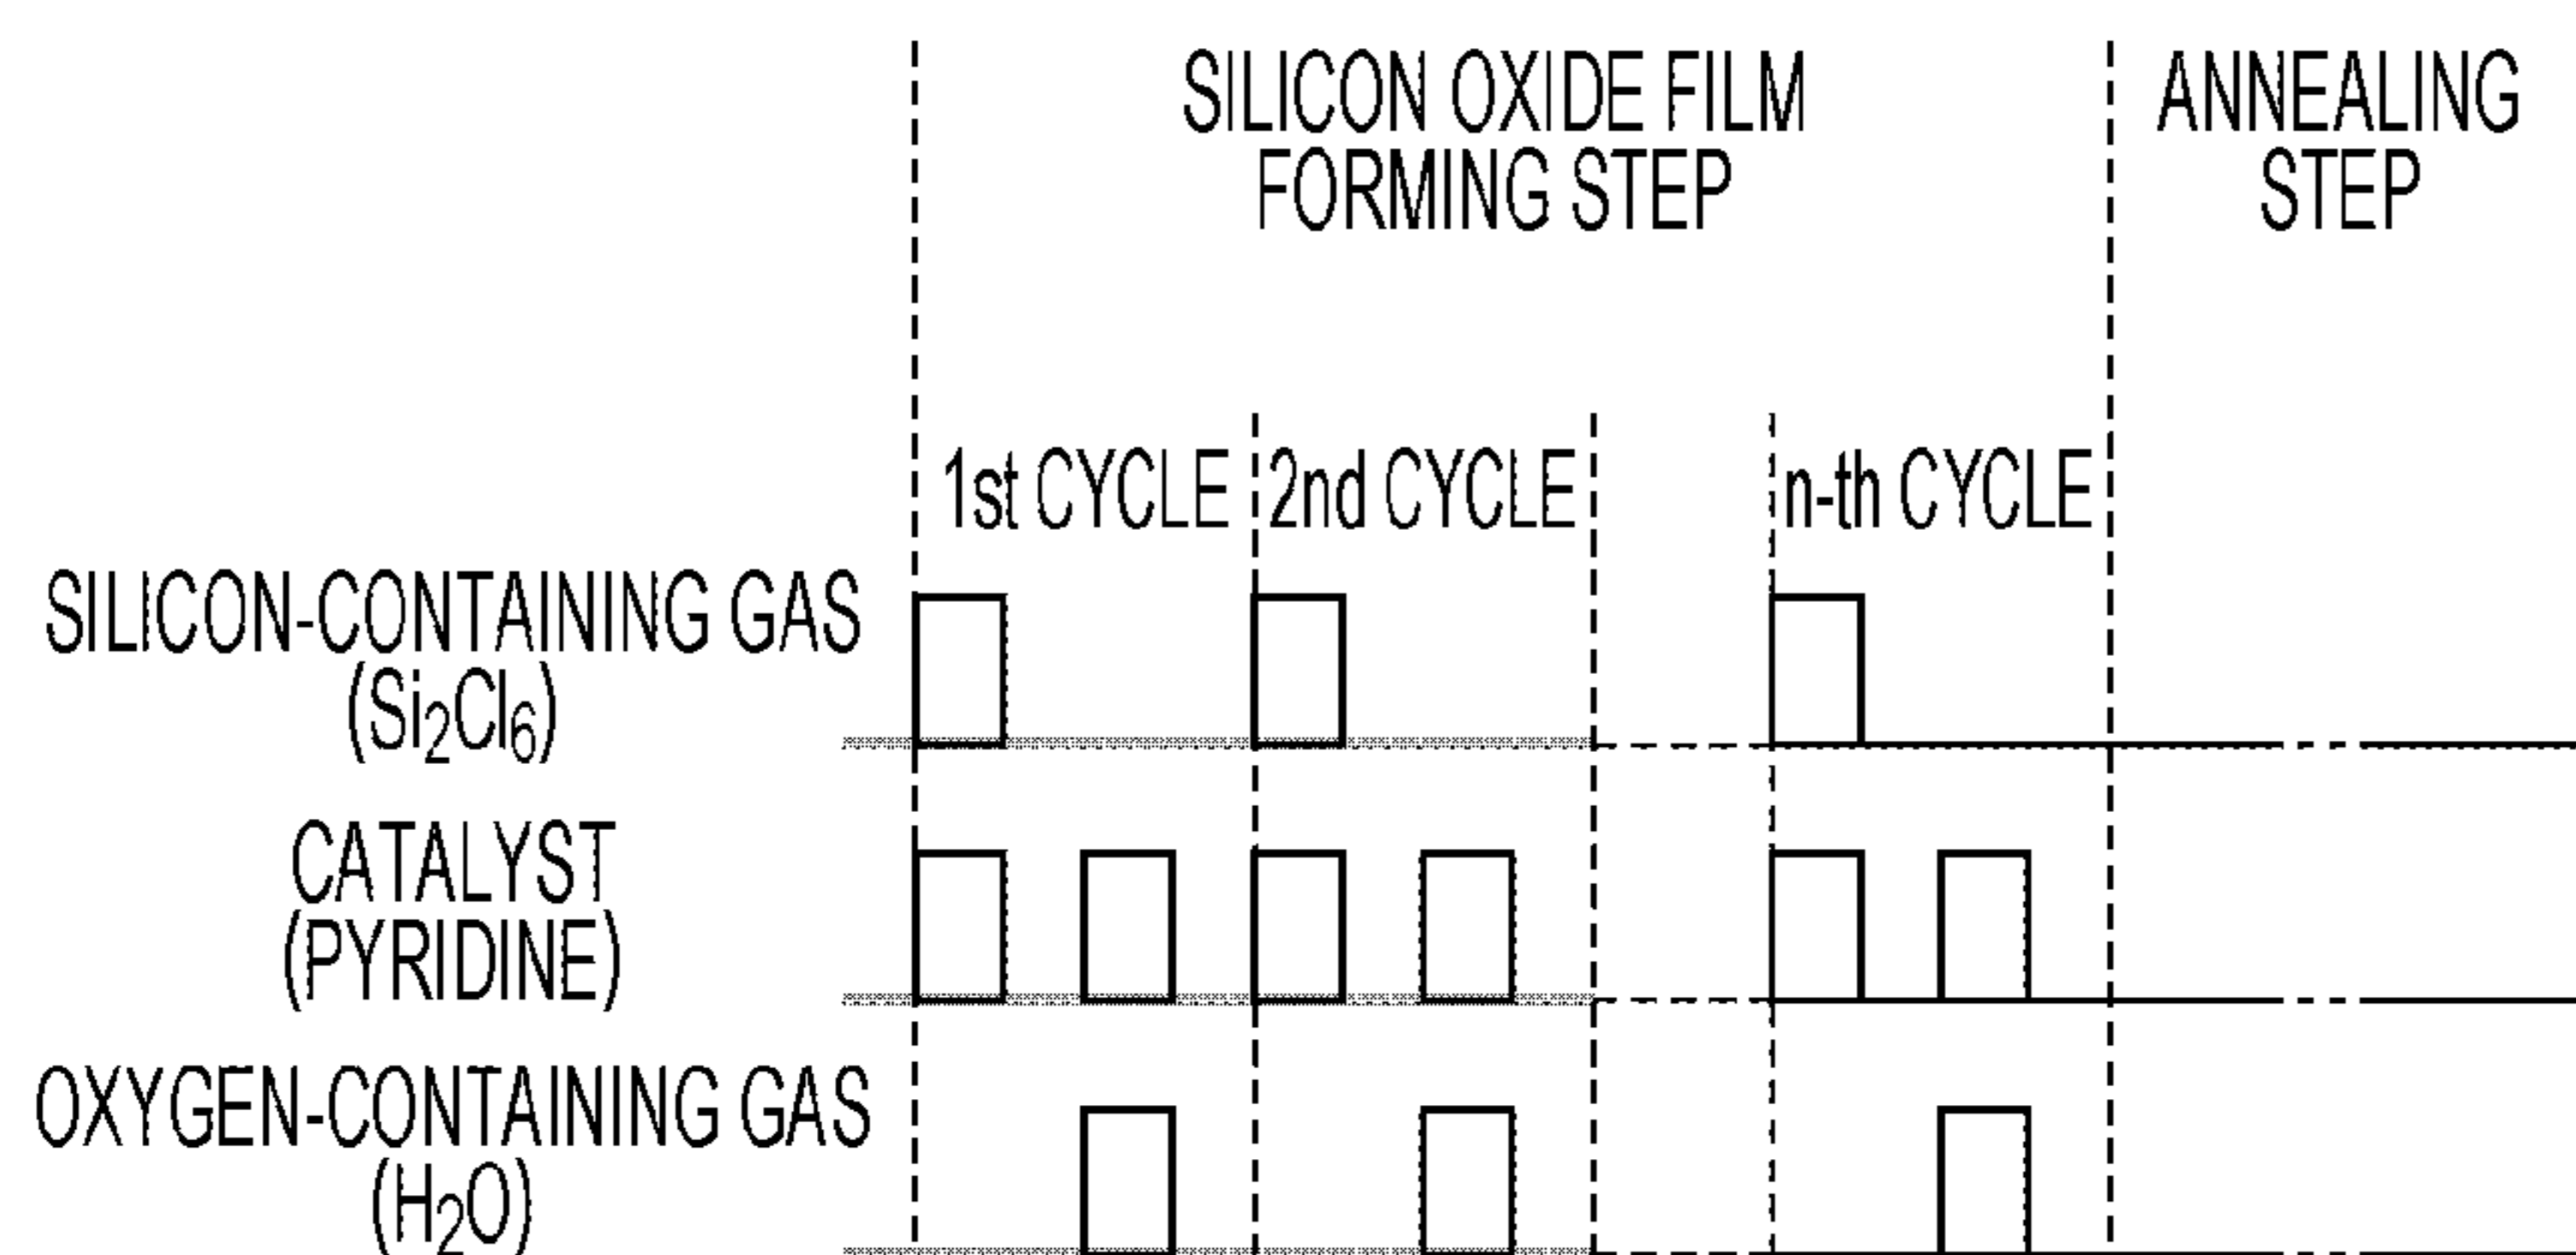 SILICON OXIDE FILM
FORMING STEP
ANNEALING
STEP
1st CYCLE
2nd CYCLE
n-th CYCLE
SILICON-CONTAINING GAS
(Si₂Cl₆)
CATALYST
(PYRIDINE)
OXYGEN-CONTAINING GAS
(H₂O)